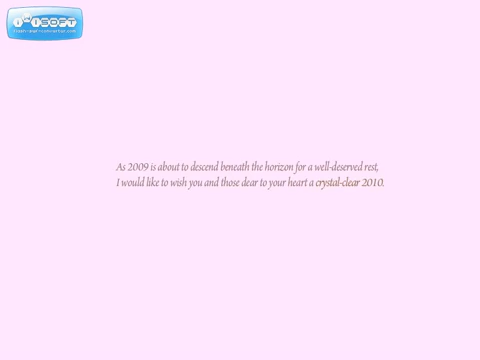 As 2009 is about to descend beneath the horizon for a well-deserved rest,
I would like to wish you and those dear to your heart a crystal-clear 2010.